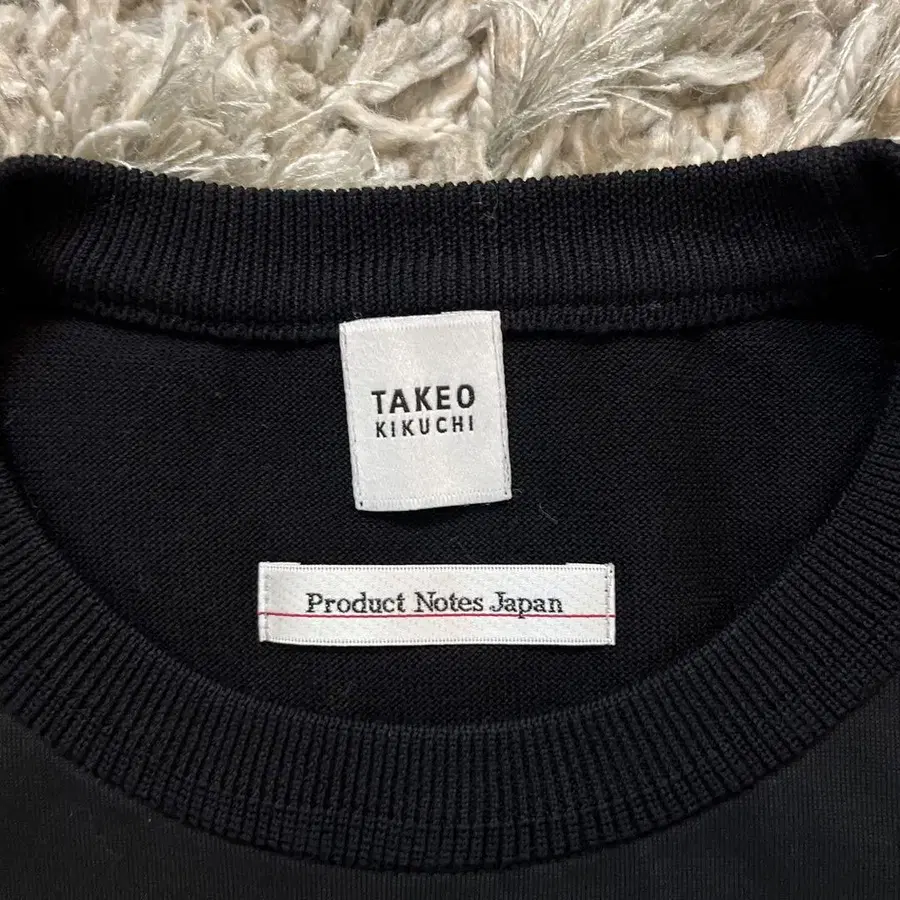 TAKEO
KIKUCHI
Product Notes Japan